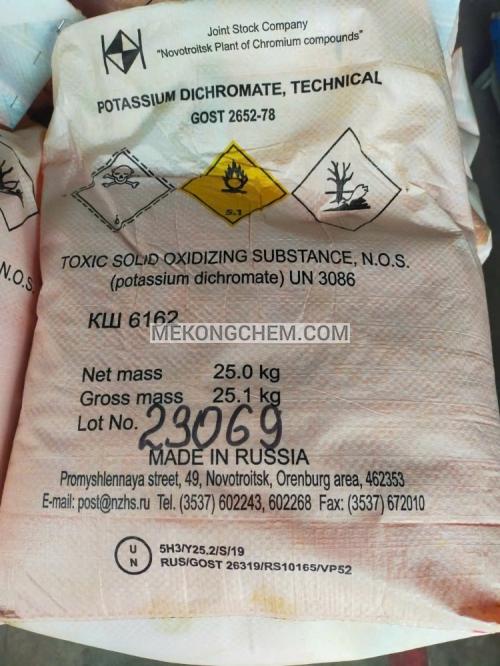 Joint Stock Company
"Novotroitsk Plant of Chromium compounds"
POTASSIUM DICHROMATE, TECHNICAL
GOST 2652-78
6
5.1
TOXIC SOLID OXIDIZING SUBSTANCE, N.O.S.
(potassium dichromate) UN 3086
N.O.S
КШ 6162
MEKONGCHEM.COM
Net mass 25.0 kg
Gross mass 25.1 kg
Lot No. 29069
MADE IN RUSSIA
Promyshlennaya street, 49, Novotroitsk, Orenburg area, 462353
E-mail: post@nzhs.ru Tel. (3537) 602243, 602268 Fax: (3537) 672010
U N
5H3/Y25.2/S/19
RUS/GOST 26319/RS10165/VP52